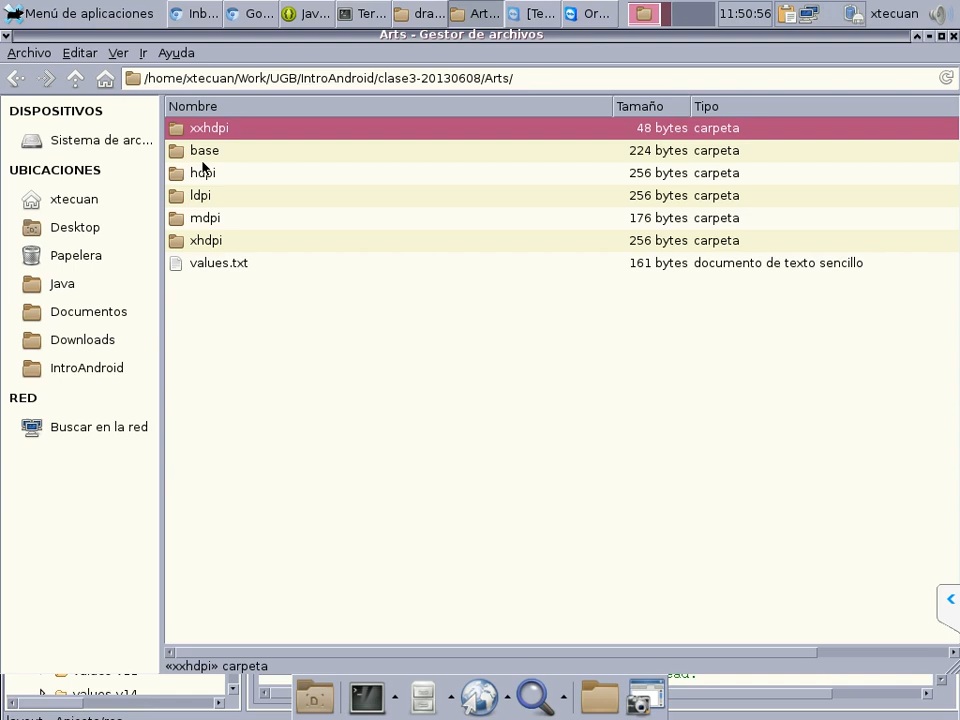 Menú de aplicaciones
Inb...
Go...
Jav...
Ter...
dra...
Art...
[Te...
Or...
11:50:56
xtecuan
Arts - Gestor de archivos
Archivo Editar Ver Ir Ayuda
/home/xtecuan/Work/UGB/IntroAndroid/clase3-20130608/Arts/
DISPOSITIVOS
Sistema de arc...
UBICACIONES
xtecuan
Desktop
Papelera
Java
Documentos
Downloads
IntroAndroid
RED
Buscar en la red
Nombre Tamaño Tipo
xxhdpi 48 bytes carpeta
base 224 bytes carpeta
hdpi 256 bytes carpeta
ldpi 256 bytes carpeta
mdpi 176 bytes carpeta
xhdpi 256 bytes carpeta
values.txt 161 bytes documento de texto sencillo
«xxhdpi» carpeta